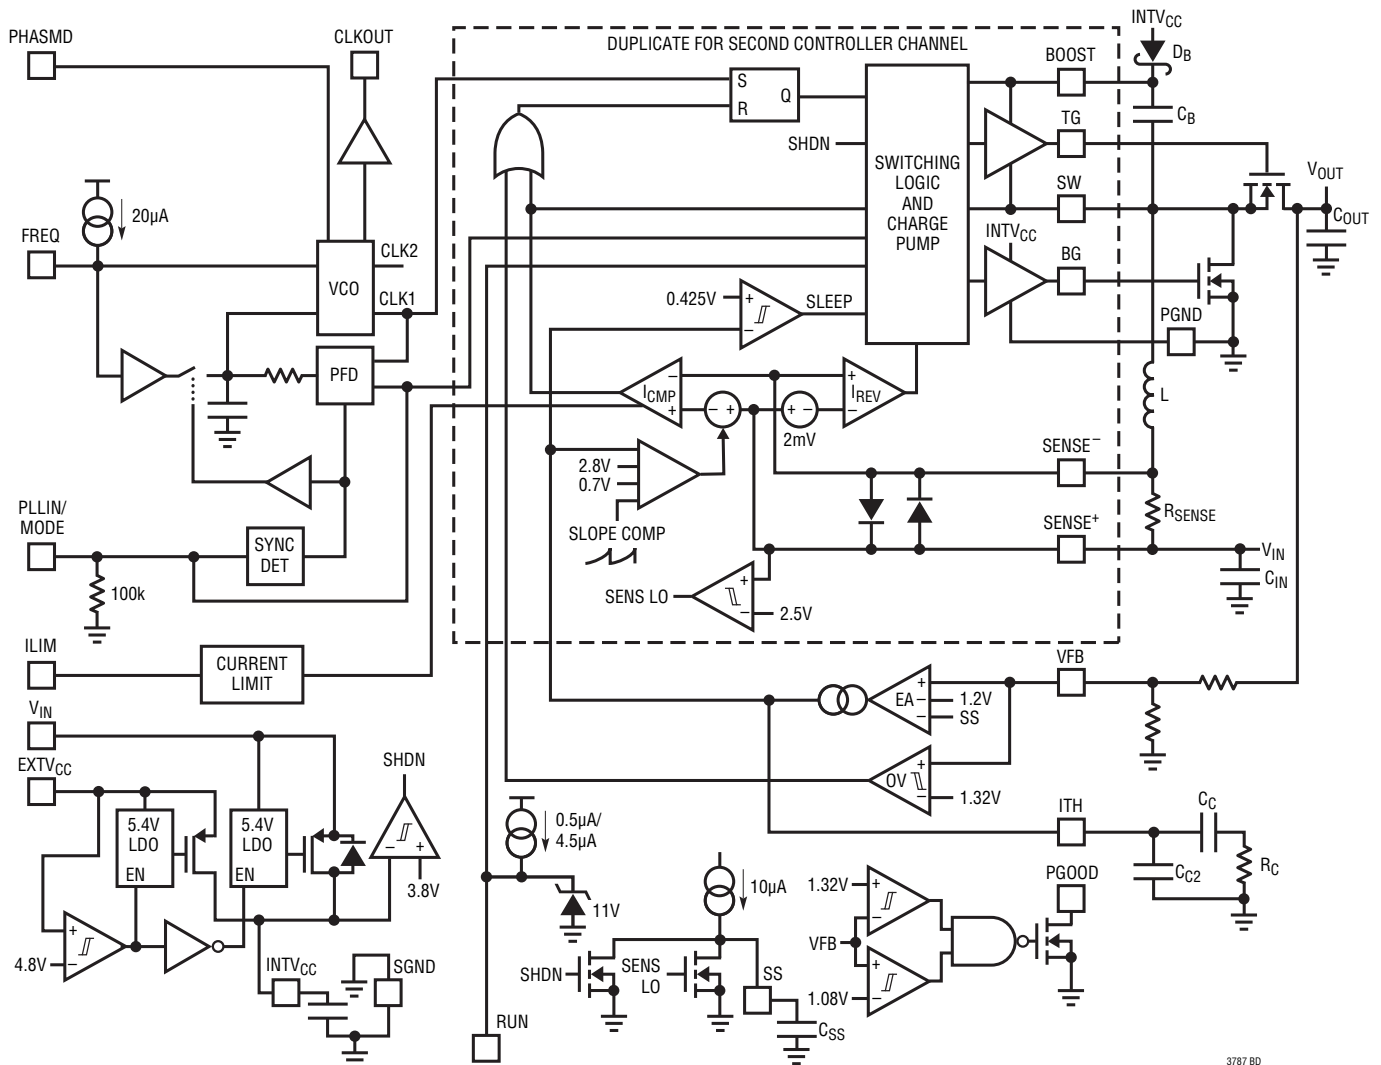 PHASMD
CLKOUT
DUPLICATE FOR SECOND CONTROLLER CHANNEL
INTVCC
DB
BOOST
S
R
Q
CB
TG
SHDN
SWITCHING
LOGIC
AND
CHARGE
PUMP
VOUT
SW
COUT
20µA
FREQ
CLK2
VCO
CLK1
INTVCC
BG
0.425V
+
–
SLEEP
PGND
PFD
–
ICMP
+
– +
+ –
2mV
+
IREV
–
L
2.8V
0.7V
SLOPE COMP
SENSE–
RSENSE
SENSE+
VIN
CIN
PLLIN/
MODE
SYNC
DET
100k
SENS LO
+
–
2.5V
ILIM
CURRENT
LIMIT
VFB
EA
+
–
–
1.2V
SS
OV
+
–
1.32V
VIN
EXTVCC
SHDN
5.4V
LDO
EN
5.4V
LDO
EN
– +
3.8V
0.5µA/
4.5µA
ITH
CC
RC
CC2
11V
10µA
1.32V
+
–
PGOOD
VFB
+
–
1.08V
4.8V
+
–
INTVCC
SGND
SHDN
SENS
LO
SS
CSS
RUN
3787 BD